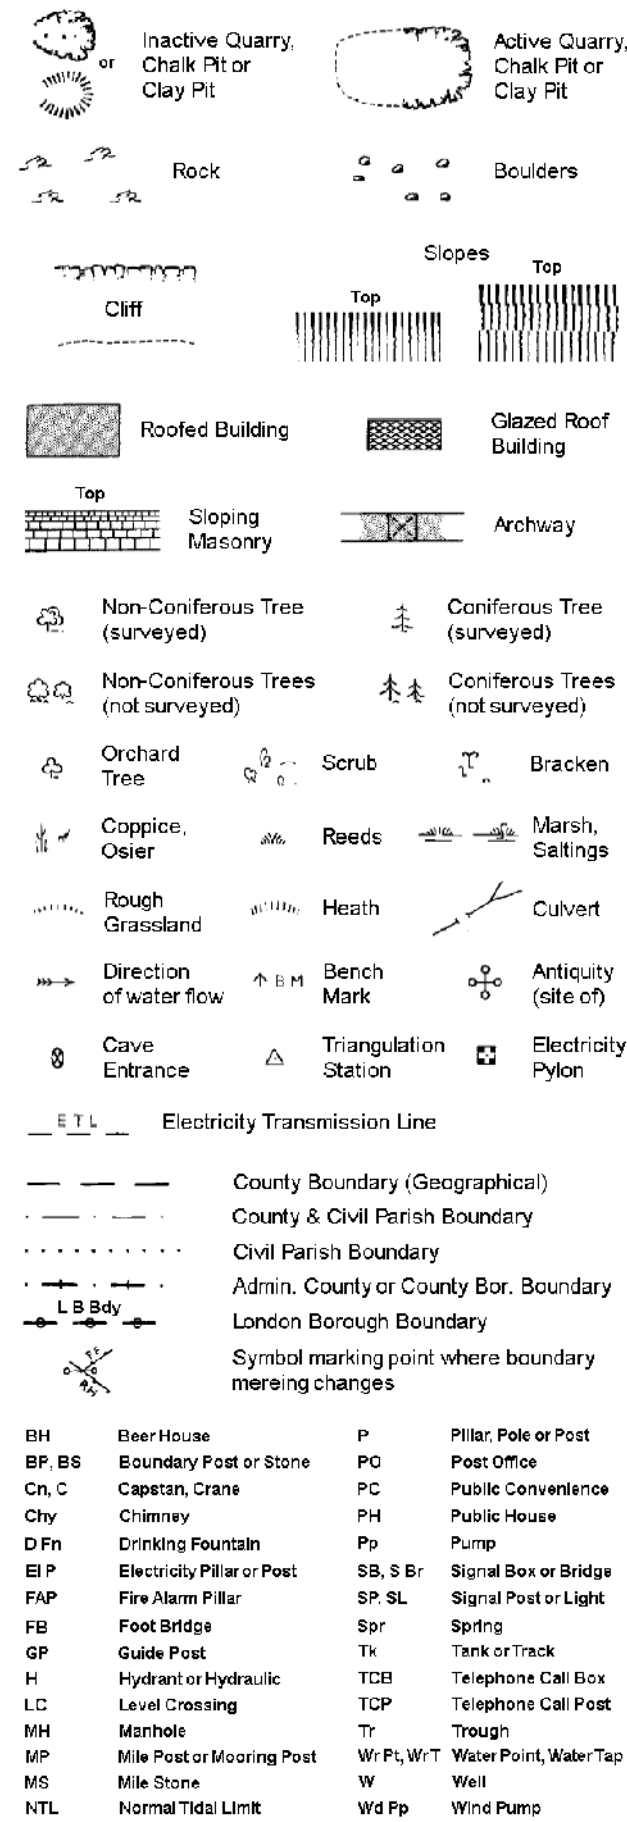 or
Inactive Quarry,
Chalk Pit or
Clay Pit
Active Quarry,
Chalk Pit or
Clay Pit
Rock
Boulders
Slopes
Top
Top
Cliff
Roofed Building
Glazed Roof
Building
Top
Sloping
Masonry
Archway
Non-Coniferous Tree
(surveyed)
Coniferous Tree
(surveyed)
Non-Coniferous Trees
(not surveyed)
Coniferous Trees
(not surveyed)
Orchard
Tree
Scrub
Bracken
Coppice,
Osier
Reeds
Marsh,
Saltings
Rough
Grassland
Heath
Culvert
Direction
of water flow
B M
Bench
Mark
Antiquity
(site of)
Cave
Entrance
Triangulation
Station
Electricity
Pylon
E T L
Electricity Transmission Line
County Boundary (Geographical)
County & Civil Parish Boundary
Civil Parish Boundary
Admin. County or County Bor. Boundary
L B Bdy
London Borough Boundary
Symbol marking point where boundary
mereing changes
BH Beer House
P Pillar, Pole or Post
BP, BS Boundary Post or Stone
PO Post Office
Cn, C Capstan, Crane
PC Public Convenience
Chy Chimney
PH Public House
D Fn Drinking Fountain
Pp Pump
El P Electricity Pillar or Post
SB, S Br Signal Box or Bridge
FAP Fire Alarm Pillar
SP, SL Signal Post or Light
FB Foot Bridge
Spr Spring
GP Guide Post
Tk Tank or Track
H Hydrant or Hydraulic
TCB Telephone Call Box
LC Level Crossing
TCP Telephone Call Post
MH Manhole
Tr Trough
MP Mile Post or Mooring Post
Wr Pt, Wr T Water Point, Water Tap
MS Mile Stone
W Well
NTL Normal Tidal Limit
Wd Pp Wind Pump